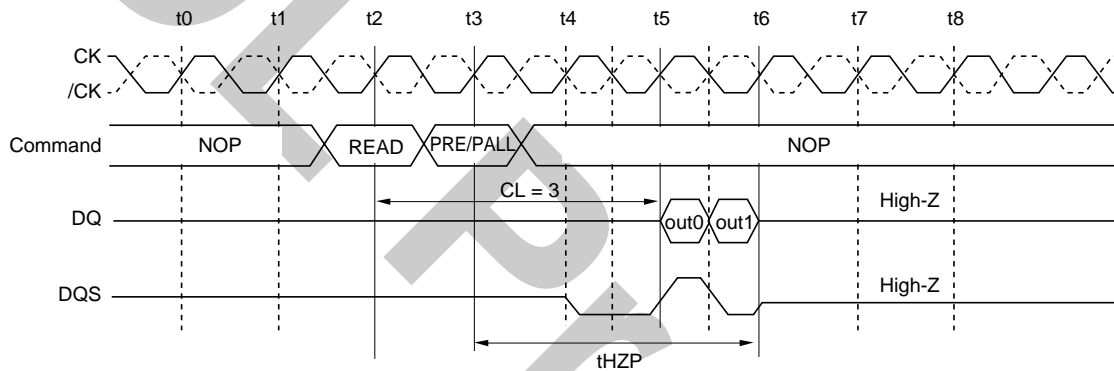 t0 t1 t2 t3 t4 t5 t6 t7 t8
CK
/CK
Command NOP READ PRE/PALL NOP
CL = 3
DQ out0 out1 High-Z
DQS High-Z
tHZP